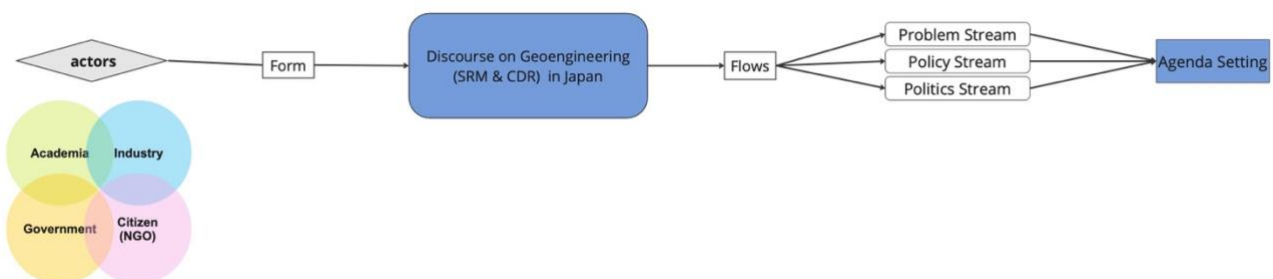 actors
Form
Discourse on Geoengineering
(SRM & CDR) in Japan
Flows
Problem Stream
Policy Stream
Politics Stream
Agenda Setting
Academia
Industry
Government
Citizen
(NGO)